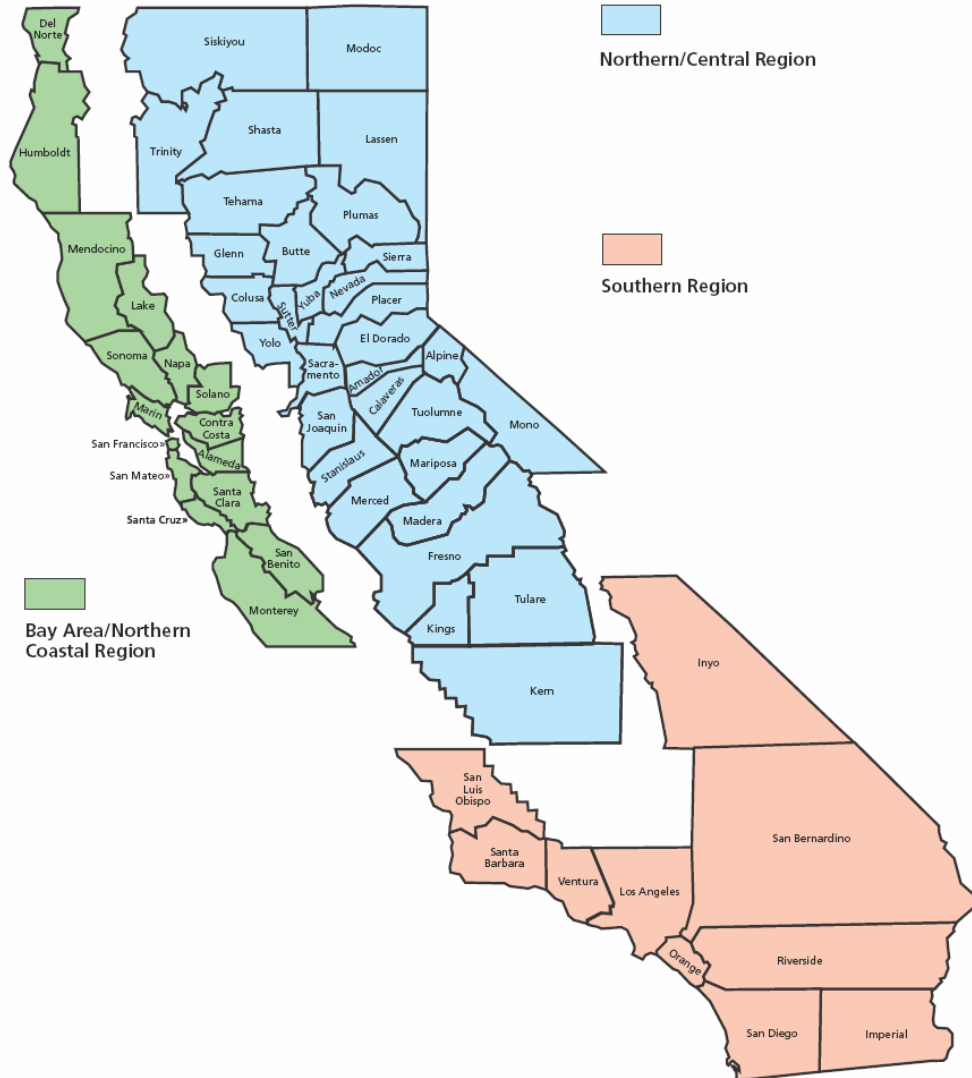 Del
Norte
Siskiyou
Modoc
Northern/Central Region
Humboldt
Trinity
Shasta
Lassen
Tehama
Plumas
Mendocino
Glenn
Butte
Sierra
Southern Region
Colusa
Sutter
Yuba
Nevada
Placer
Lake
Yolo
El Dorado
Sonoma
Napa
Sacra-
mento
Alpine
Amador
Solano
Calaveras
Marin
San
Joaquin
Tuolumne
Mono
Contra
Costa
San Francisco»
Alameda
Stanislaus
Mariposa
San Mateo»
Santa
Clara
Merced
Santa Cruz»
Madera
San
Benito
Fresno
Monterey
Tulare
Kings
Bay Area/Northern
Coastal Region
Inyo
Kern
San
Luis
Obispo
San Bernardino
Santa
Barbara
Ventura
Los Angeles
Orange
Riverside
San Diego
Imperial